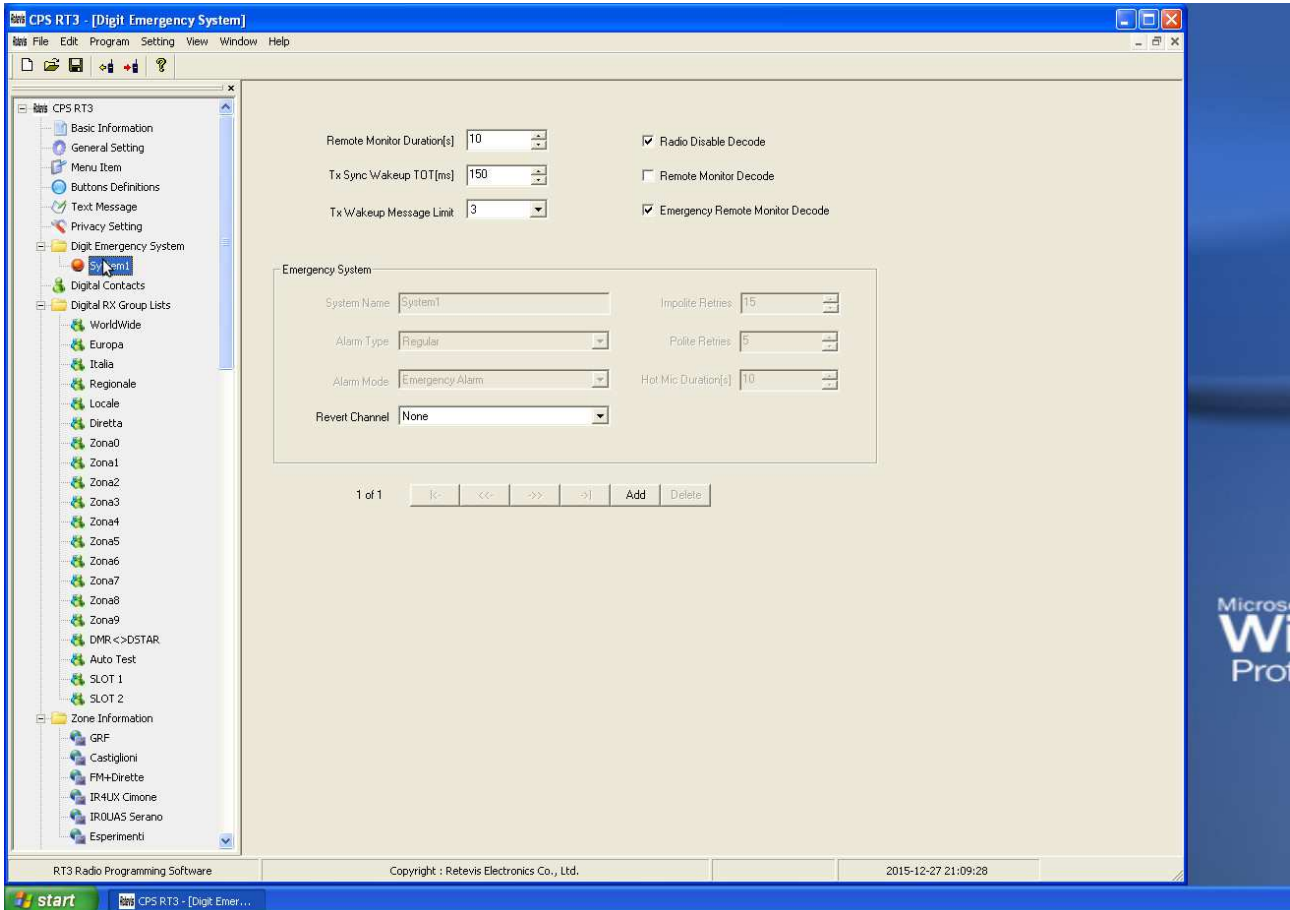 Retevis CPS RT3 - [Digit Emergency System]
File Edit Program Setting View Window Help
CPS RT3
Basic Information
General Setting
Menu Item
Buttons Definitions
Text Message
Privacy Setting
Digit Emergency System
System1
Digital Contacts
Digital RX Group Lists
WorldWide
Europa
Italia
Regionale
Locale
Diretta
Zona0
Zona1
Zona2
Zona3
Zona4
Zona5
Zona6
Zona7
Zona8
Zona9
DMR<>DSTAR
Auto Test
SLOT 1
SLOT 2
Zone Information
GRF
Castiglioni
FM+Dirette
IR4UX Cimone
IR0UAS Serano
Esperimenti
Remote Monitor Duration[s] 10
Radio Disable Decode
Tx Sync Wakeup TOT[ms] 150
Remote Monitor Decode
Tx Wakeup Message Limit 3
Emergency Remote Monitor Decode
Emergency System
System Name System1
Impolite Retries 15
Alarm Type Regular
Polite Retries 5
Alarm Mode Emergency Alarm
Hot Mic Duration[s] 10
Revert Channel None
1 of 1 |<- <<- ->> ->| Add Delete
Micros
Wi
Prof
RT3 Radio Programming Software Copyright : Retevis Electronics Co., Ltd. 2015-12-27 21:09:28
start CPS RT3 - [Digit Emer...